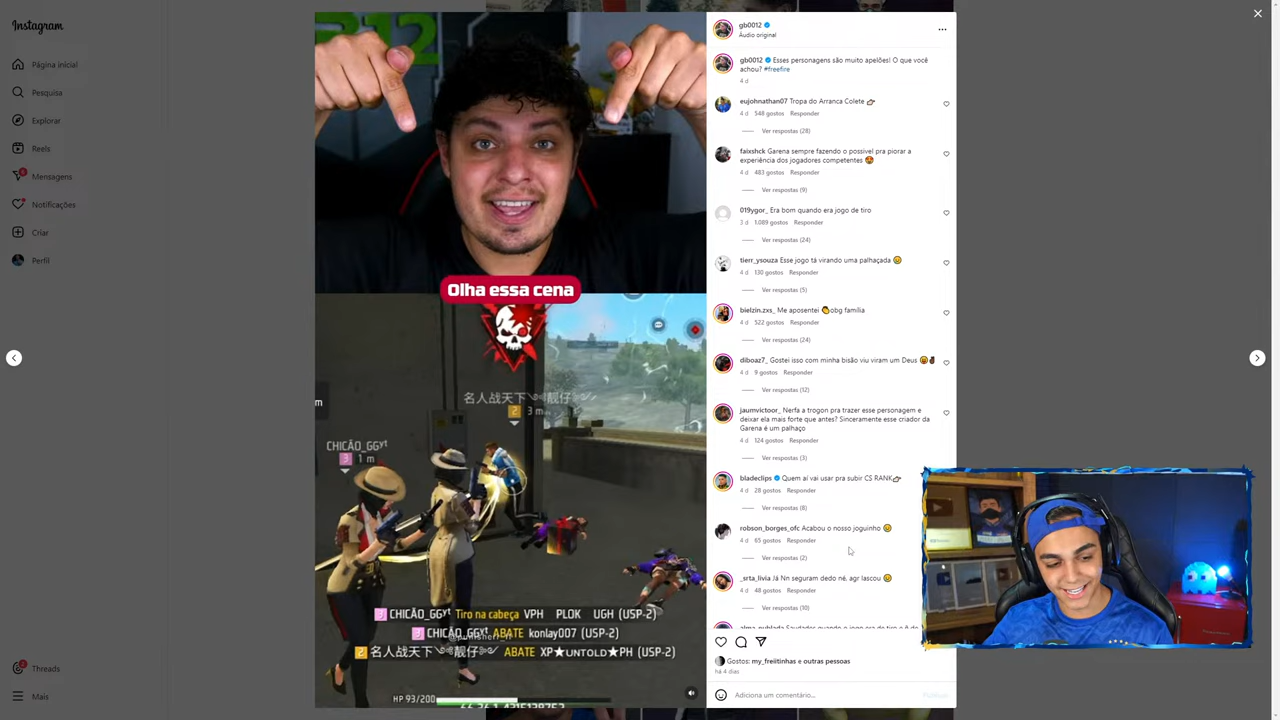 Instagram
Página inicial
Pesquisa
Explorar
Reels
Mensagens
Notificações
Criar
Perfil
Threads
Mais
Olha essa cena
名人战天下
靓仔
2 3 m
m
CHICÃO_GGʸᵗ
3 1 m
3 CHICÃO_GGʸᵗ Tiro na cabeça VPH PLOK UGH (USP-2)
3 CHICÃO_GGʸᵗ ABATE konlay007 (USP-2)
2 名人战天下 靓仔 ABATE XP★UNTOLD★PH (USP-2)
HP 93/200
gb0012
Áudio original
gb0012 Esses personagens são muito apelões! O que você
achou? #freefire
4 d
eujohnathan07 Tropa do Arranca Colete
4 d 548 gostos Responder
Ver respostas (28)
faixshck Garena sempre fazendo o possivel pra piorar a
experiência dos jogadores competentes
4 d 483 gostos Responder
Ver respostas (9)
019ygor_ Era bom quando era jogo de tiro
3 d 1.089 gostos Responder
Ver respostas (24)
tierr_ysouza Esse jogo tá virando uma palhaçada
4 d 130 gostos Responder
Ver respostas (5)
bielzin.zxs_ Me aposentei obg família
4 d 522 gostos Responder
Ver respostas (24)
diboaz7_ Gostei isso com minha bisão viu viram um Deus
4 d 9 gostos Responder
Ver respostas (12)
jaumvictoor_ Nerfa a trogon pra trazer esse personagem e
deixar ela mais forte que antes? Sinceramente esse criador da
Garena é um palhaço
4 d 124 gostos Responder
Ver respostas (3)
bladeclips Quem aí vai usar pra subir CS RANK
4 d 28 gostos Responder
Ver respostas (8)
robson_borges_ofc Acabou o nosso joguinho
4 d 65 gostos Responder
Ver respostas (2)
_srta_livia Já Nn seguram dedo né, agr lascou
4 d 48 gostos Responder
Ver respostas (10)
Gostos: my_freiitinhas e outras pessoas
há 4 dias
Adiciona um comentário...